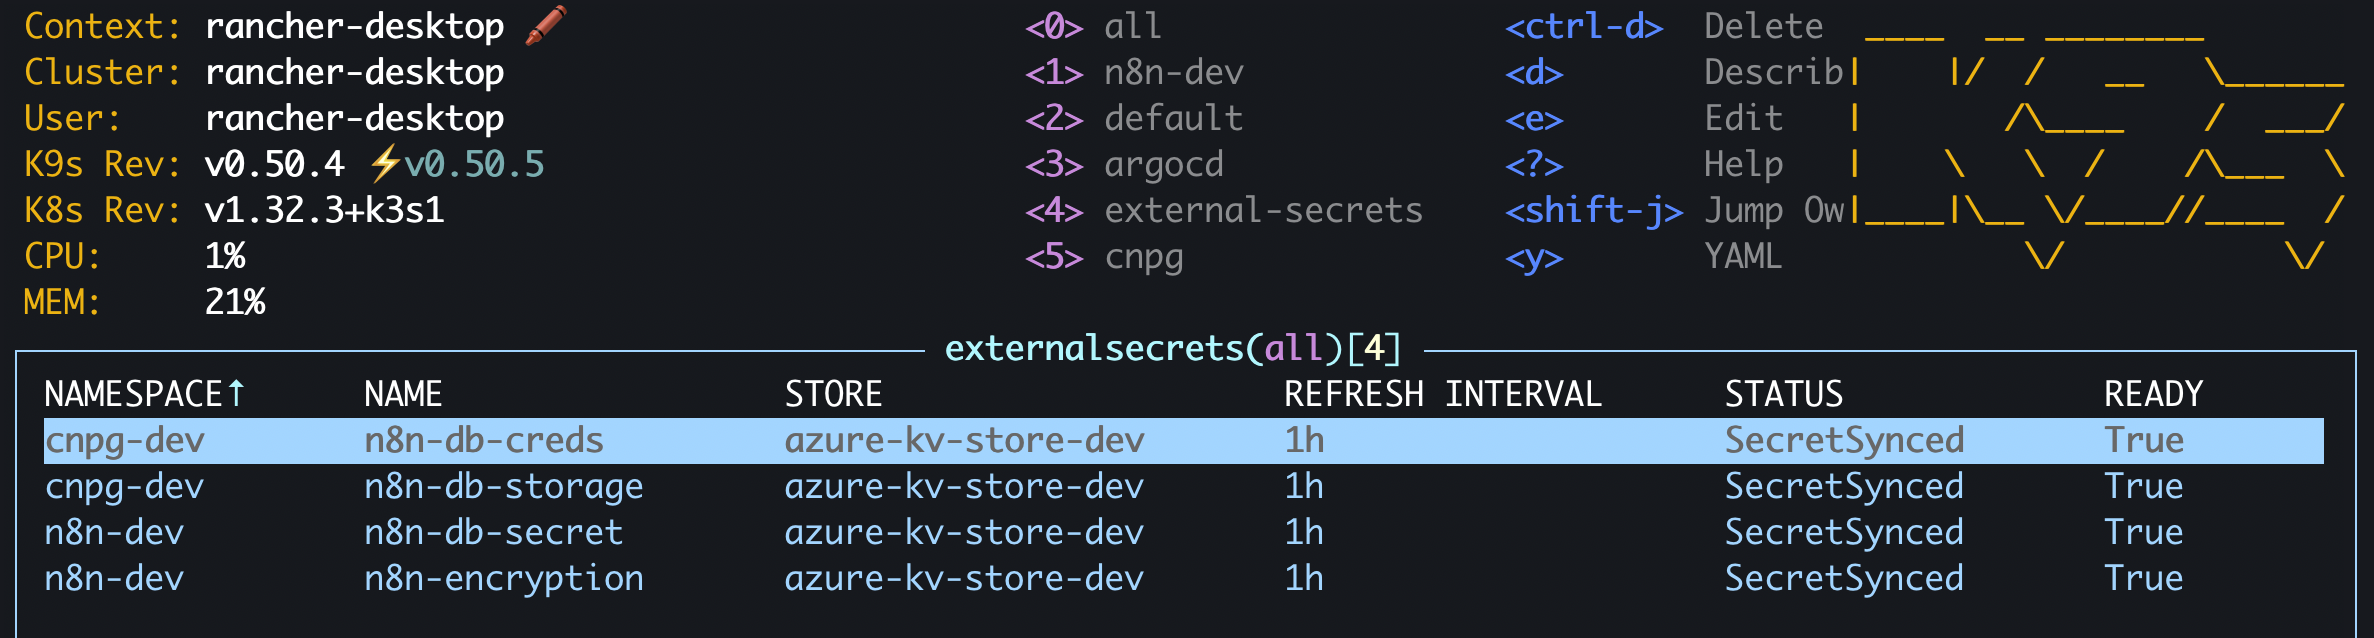 Context: rancher-desktop <0> all <ctrl-d> Delete
Cluster: rancher-desktop <1> n8n-dev <d> Describ
User: rancher-desktop <2> default <e> Edit
K9s Rev: v0.50.4 ⚡v0.50.5 <3> argocd <?> Help
K8s Rev: v1.32.3+k3s1 <4> external-secrets <shift-j> Jump Ow
CPU: 1% <5> cnpg <y> YAML
MEM: 21%
externalsecrets(all)[4]
NAMESPACE↑ NAME STORE REFRESH INTERVAL STATUS READY
cnpg-dev n8n-db-creds azure-kv-store-dev 1h SecretSynced True
cnpg-dev n8n-db-storage azure-kv-store-dev 1h SecretSynced True
n8n-dev n8n-db-secret azure-kv-store-dev 1h SecretSynced True
n8n-dev n8n-encryption azure-kv-store-dev 1h SecretSynced True